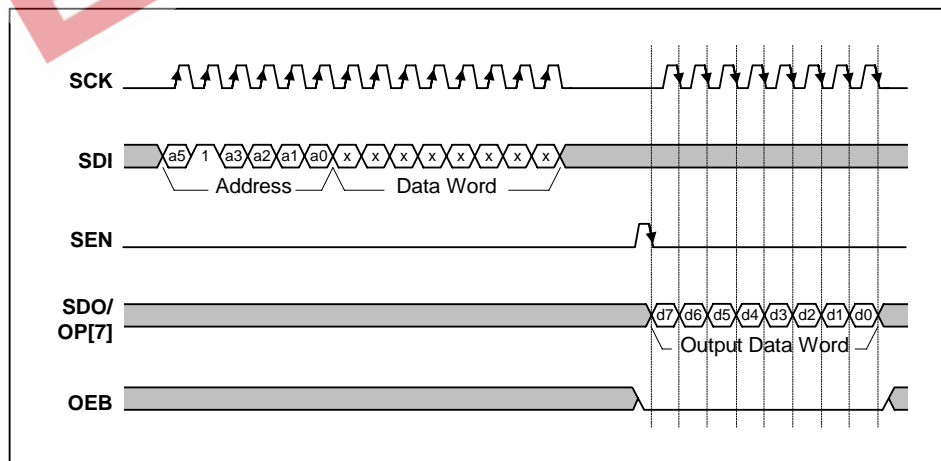 SCK
SDI
a5 1 a3 a2 a1 a0 x x x x x x x x
Address Data Word
SEN
SDO/
OP[7]
d7 d6 d5 d4 d3 d2 d1 d0
Output Data Word
OEB